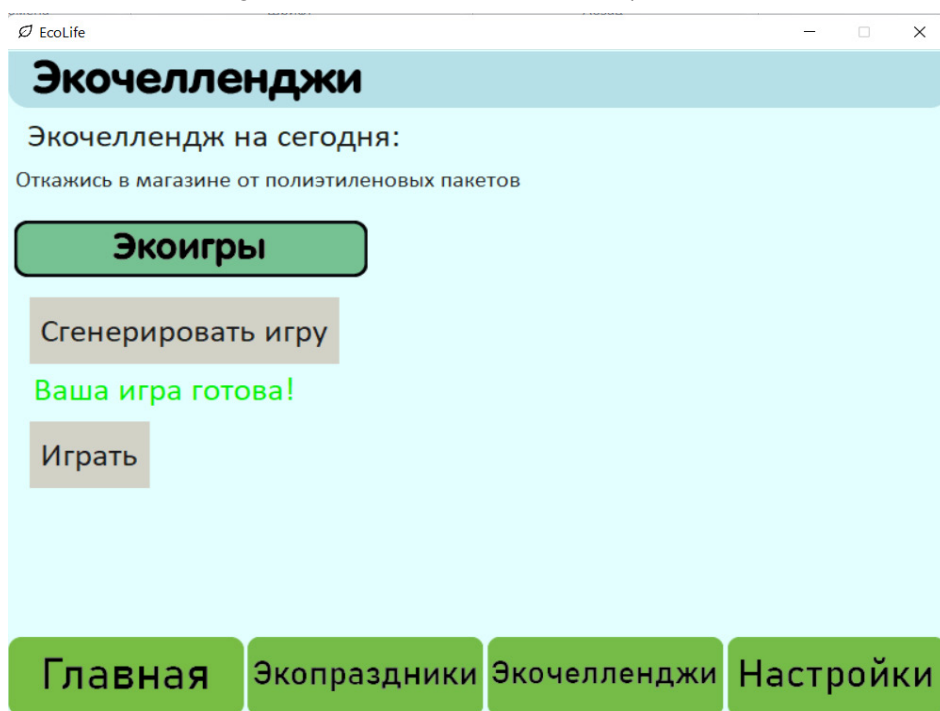 EcoLife
Экочелленджи
Экочеллендж на сегодня:
Откажись в магазине от полиэтиленовых пакетов
Экоигры
Сгенерировать игру
Ваша игра готова!
Играть
Главная
Экопраздники
Экочелленджи
Настройки